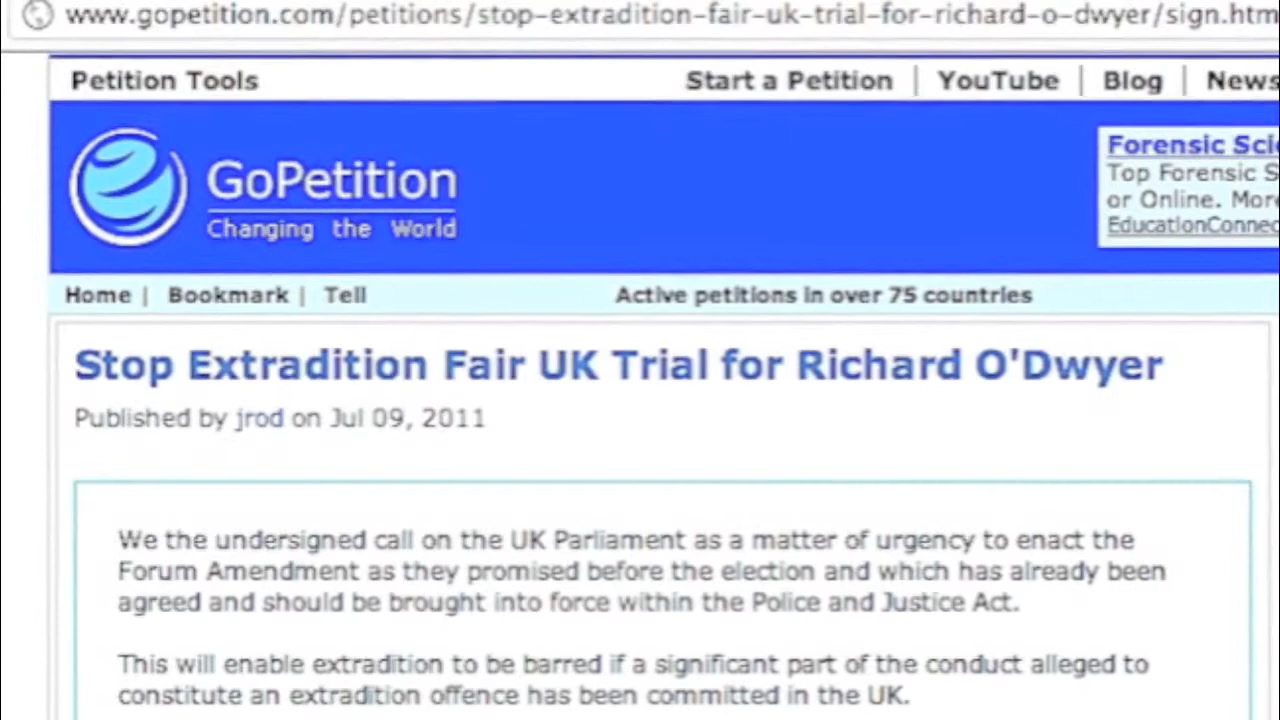 www.gopetition.com/petitions/stop-extradition-fair-uk-trial-for-richard-o-dwyer/sign.htm
Petition Tools
Start a Petition | YouTube | Blog | News
GoPetition
Changing the World
Forensic Sci
Top Forensic S
or Online. More
EducationConnec
Home | Bookmark | Tell
Active petitions in over 75 countries
Stop Extradition Fair UK Trial for Richard O'Dwyer
Published by jrod on Jul 09, 2011
We the undersigned call on the UK Parliament as a matter of urgency to enact the
Forum Amendment as they promised before the election and which has already been
agreed and should be brought into force within the Police and Justice Act.
This will enable extradition to be barred if a significant part of the conduct alleged to
constitute an extradition offence has been committed in the UK.